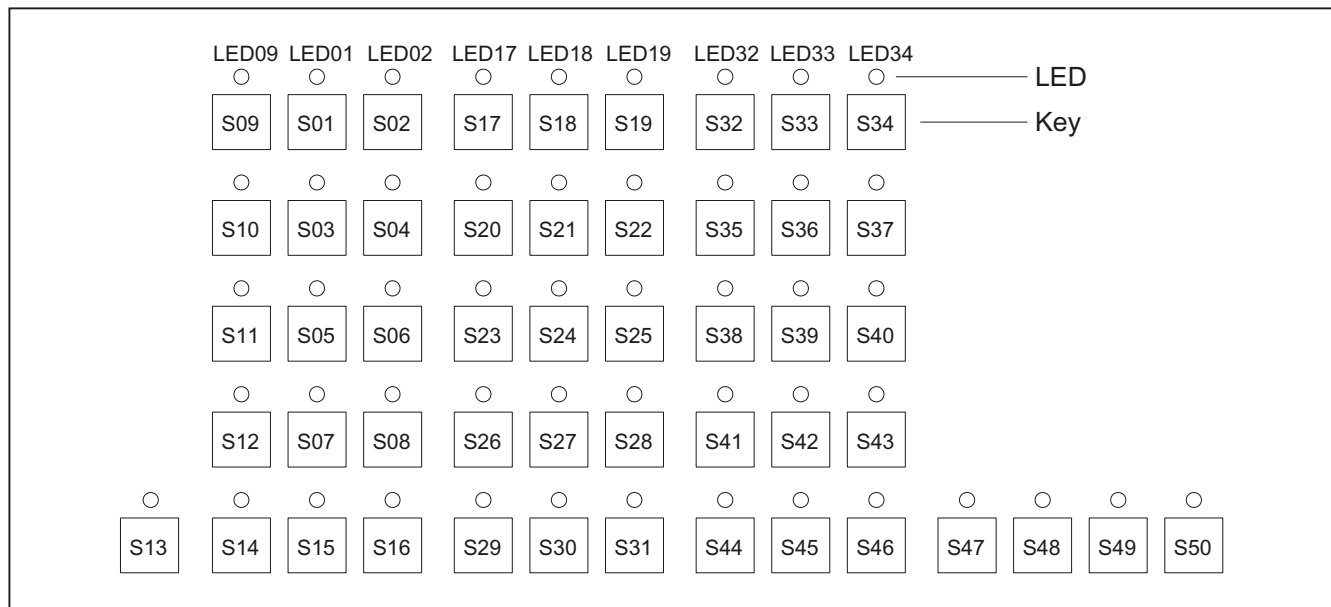 LED09 LED01 LED02 LED17 LED18 LED19 LED32 LED33 LED34
LED
S09 S01 S02 S17 S18 S19 S32 S33 S34 Key
S10 S03 S04 S20 S21 S22 S35 S36 S37
S11 S05 S06 S23 S24 S25 S38 S39 S40
S12 S07 S08 S26 S27 S28 S41 S42 S43
S13 S14 S15 S16 S29 S30 S31 S44 S45 S46 S47 S48 S49 S50